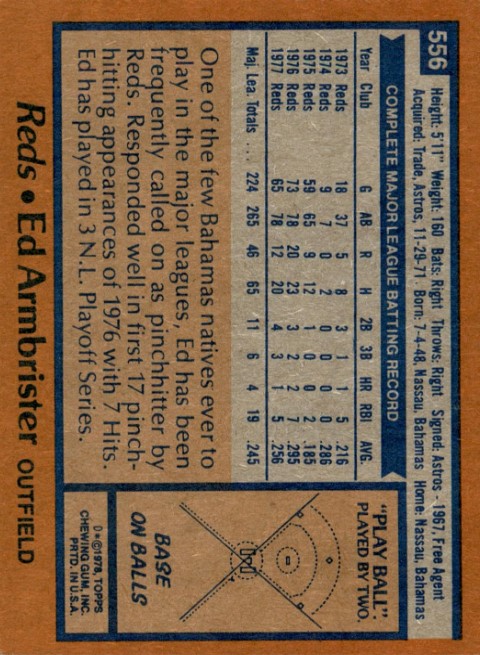 556
Height: 5'11" Weight: 160 Bats: Right Throws: Right Signed: Astros - 1967, Free Agent
Acquired: Trade, Astros, 11-29-71. Born: 7-4-48, Nassau, Bahamas Home: Nassau, Bahamas
COMPLETE MAJOR LEAGUE BATTING RECORD
Year Club G AB R H 2B 3B HR RBI AVG.
1973 Reds 18 37 5 8 3 1 1 5 .216
1974 Reds 9 7 0 2 0 0 0 0 .286
1975 Reds 59 65 9 12 1 0 0 2 .185
1976 Reds 73 78 20 23 3 2 2 7 .295
1977 Reds 65 78 12 20 4 3 1 5 .256
Maj. Lea. Totals ... 224 265 46 65 11 6 4 19 .245
One of the few Bahamas natives ever to
play in the major leagues, Ed has been
frequently called on as pinchhitter by
Reds. Responded well in first 17 pinch-
hitting appearances of 1976 with 7 Hits.
Ed has played in 3 N.L. Playoff Series.
"PLAY BALL".
PLAYED BY TWO.
BASE
ON BALLS
D*©1978 TOPPS
CHEWING GUM, INC.
PRTD. IN U.S.A.
Reds • Ed Armbrister OUTFIELD